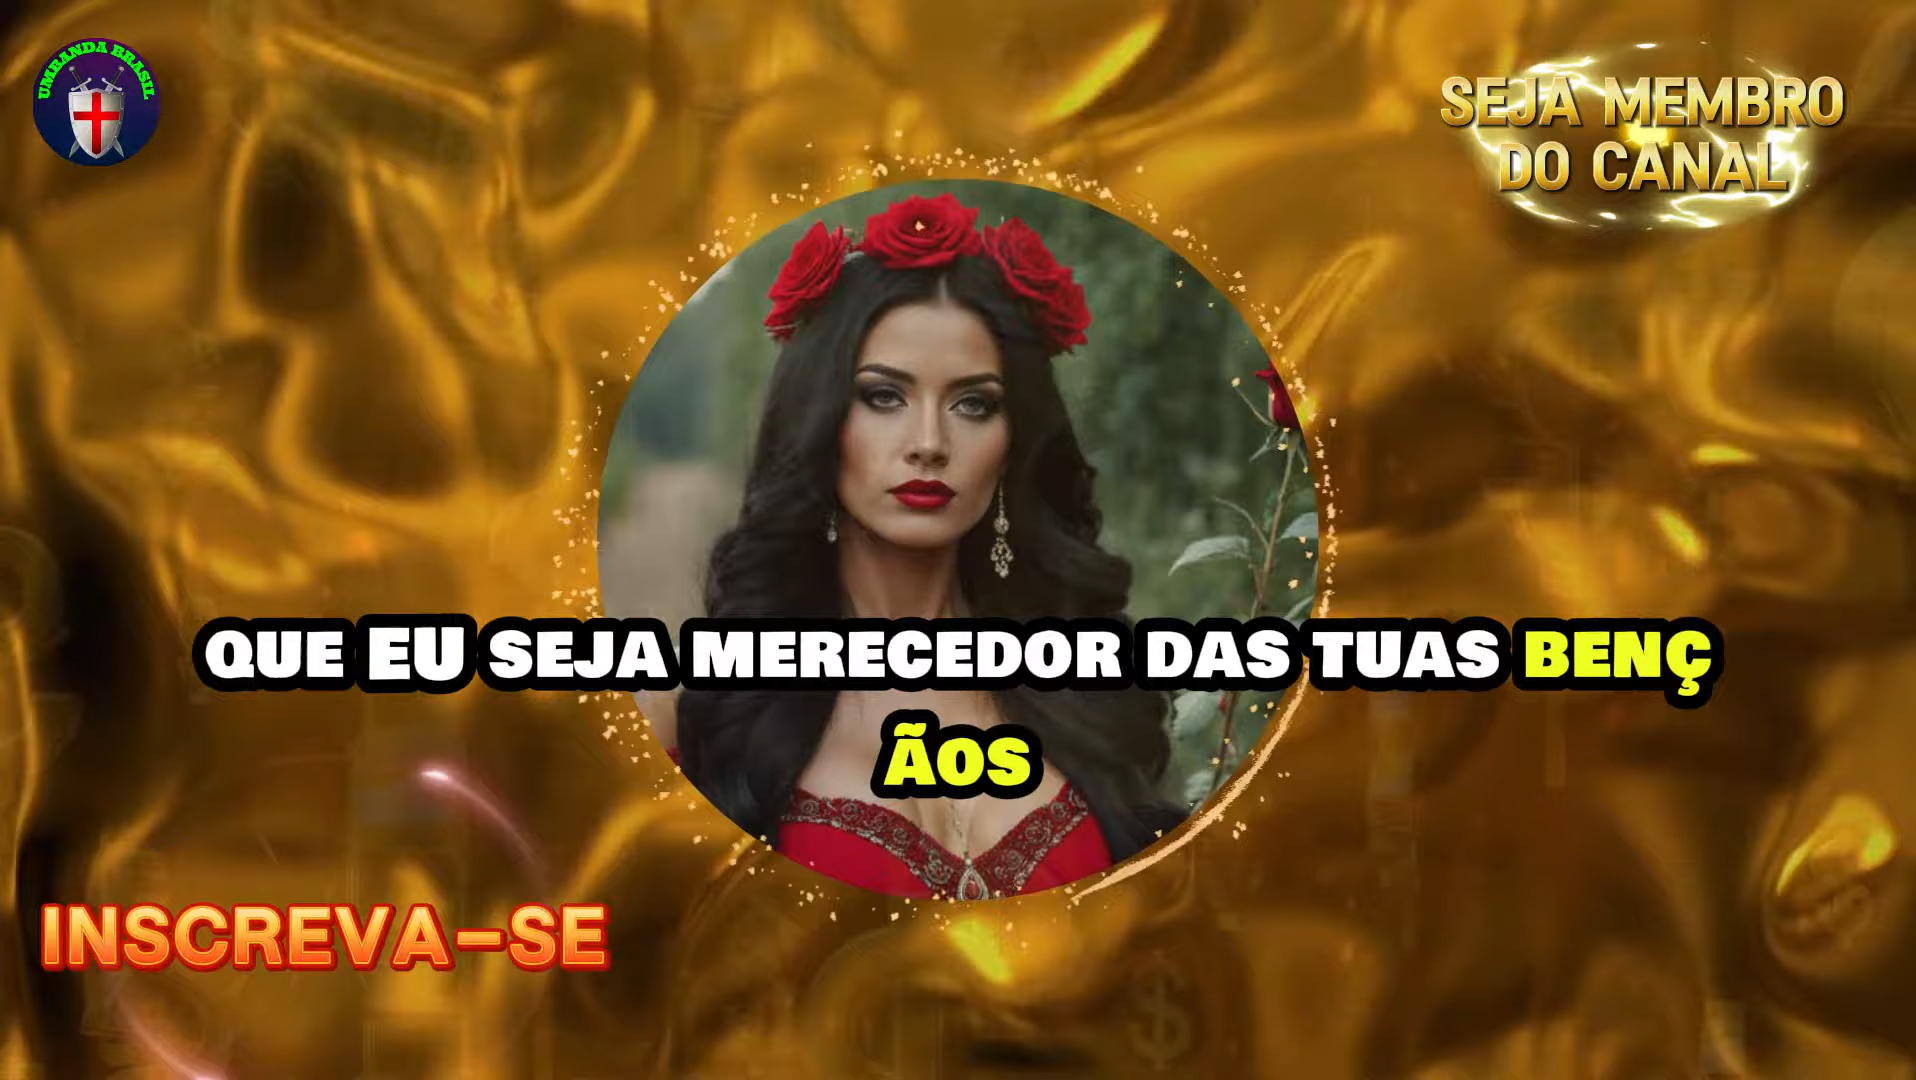 UMBANDA BRASIL
SEJA MEMBRO
DO CANAL
QUE EU SEJA MERECEDOR DAS TUAS BENÇ
ÃOS
INSCREVA-SE
$